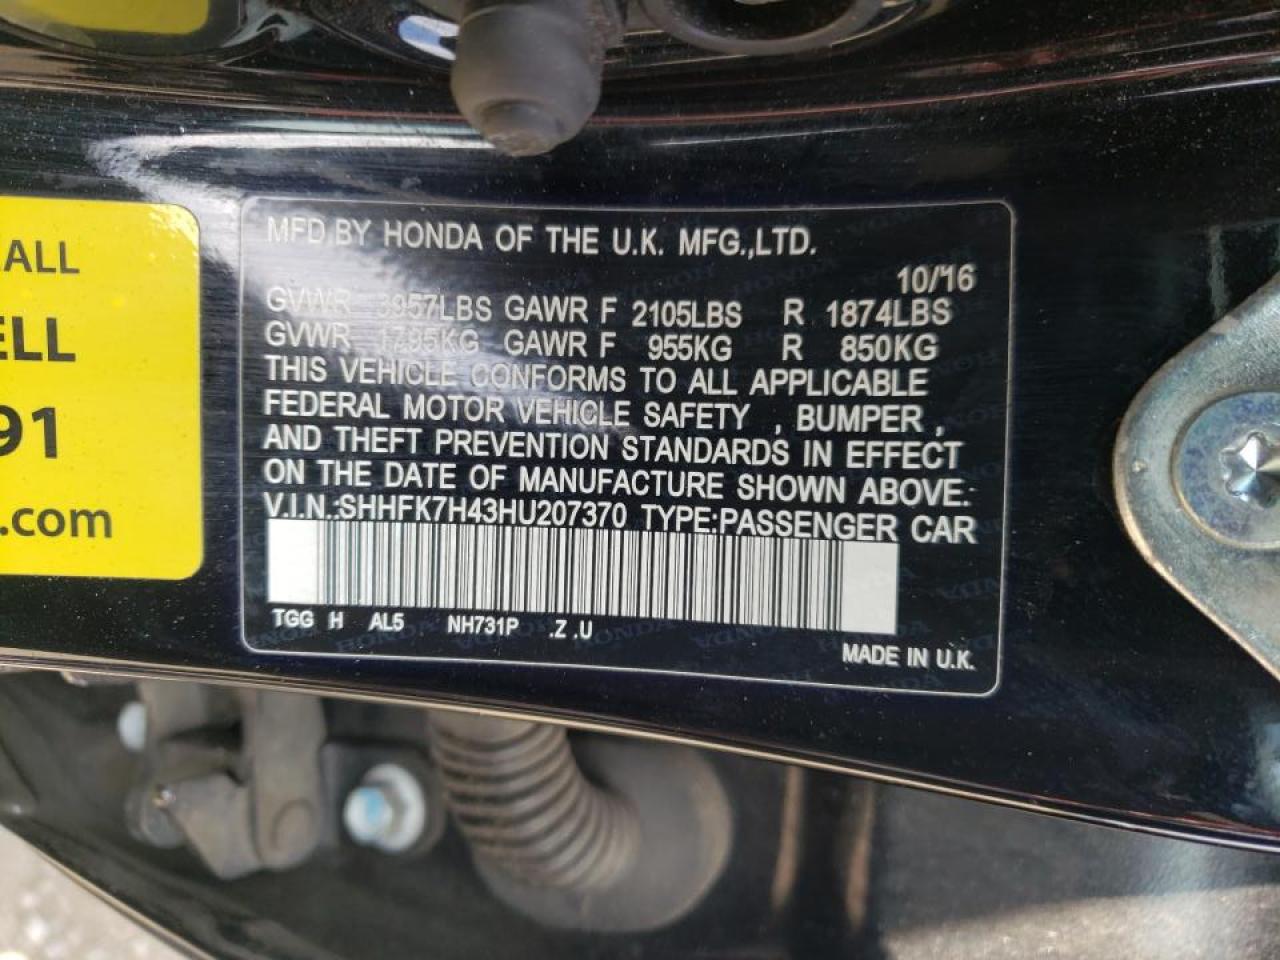 ALL
ELL
91
.com
MFD.BY HONDA OF THE U.K. MFG.,LTD.
10/16
GVWR 3957LBS GAWR F 2105LBS R 1874LBS
GVWR 1795KG GAWR F 955KG R 850KG
THIS VEHICLE CONFORMS TO ALL APPLICABLE
FEDERAL MOTOR VEHICLE SAFETY , BUMPER ,
AND THEFT PREVENTION STANDARDS IN EFFECT
ON THE DATE OF MANUFACTURE SHOWN ABOVE.
V.I.N.:SHHFK7H43HU207370 TYPE:PASSENGER CAR
TGG H AL5 NH731P .Z .U
MADE IN U.K.